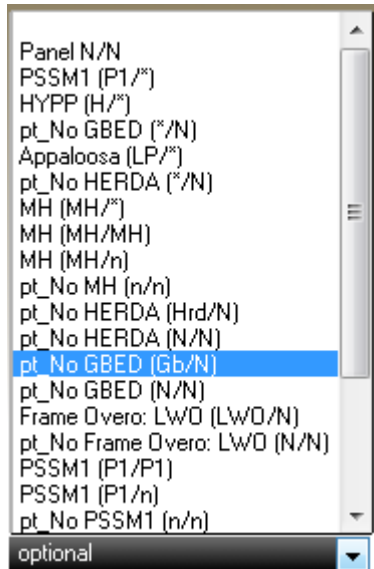 Panel N/N
PSSM1 (P1/*)
HYPP (H/*)
pt_No GBED (*/N)
Appaloosa (LP/*)
pt_No HERDA (*/N)
MH (MH/*)
MH (MH/MH)
MH (MH/n)
pt_No MH (n/n)
pt_No HERDA (Hrd/N)
pt_No HERDA (N/N)
pt_No GBED (Gb/N)
pt_No GBED (N/N)
Frame Overo: LWO (LWO/N)
pt_No Frame Overo: LWO (N/N)
PSSM1 (P1/P1)
PSSM1 (P1/n)
pt_No PSSM1 (n/n)
optional